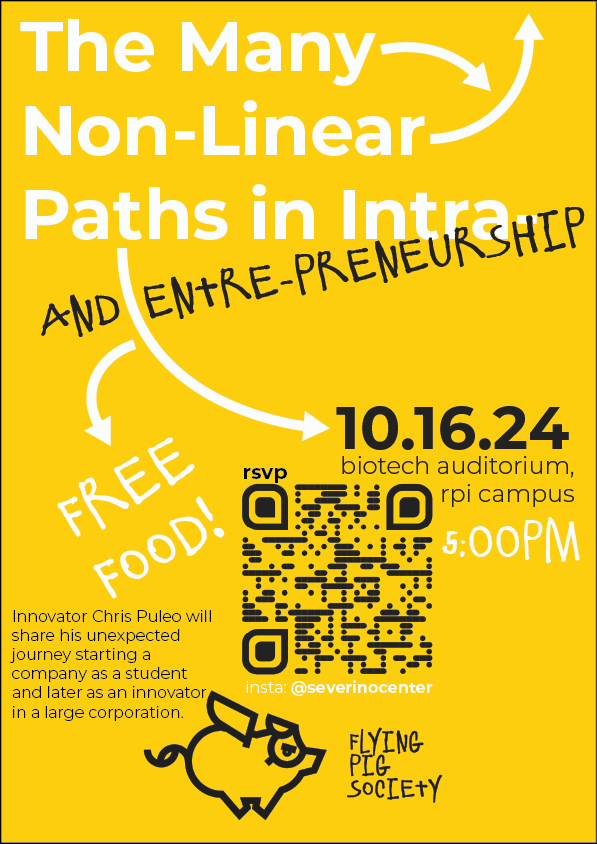 The Many
Non-Linear
Paths in Intra-
AND ENTRE-PRENEURSHIP
FREE
FOOD!
10.16.24
biotech auditorium,
rpi campus
5:00PM
rsvp
insta: @severinocenter
Innovator Chris Puleo will
share his unexpected
journey starting a
company as a student
and later as an innovator
in a large corporation.
FLYING
PIG
SOCIETY